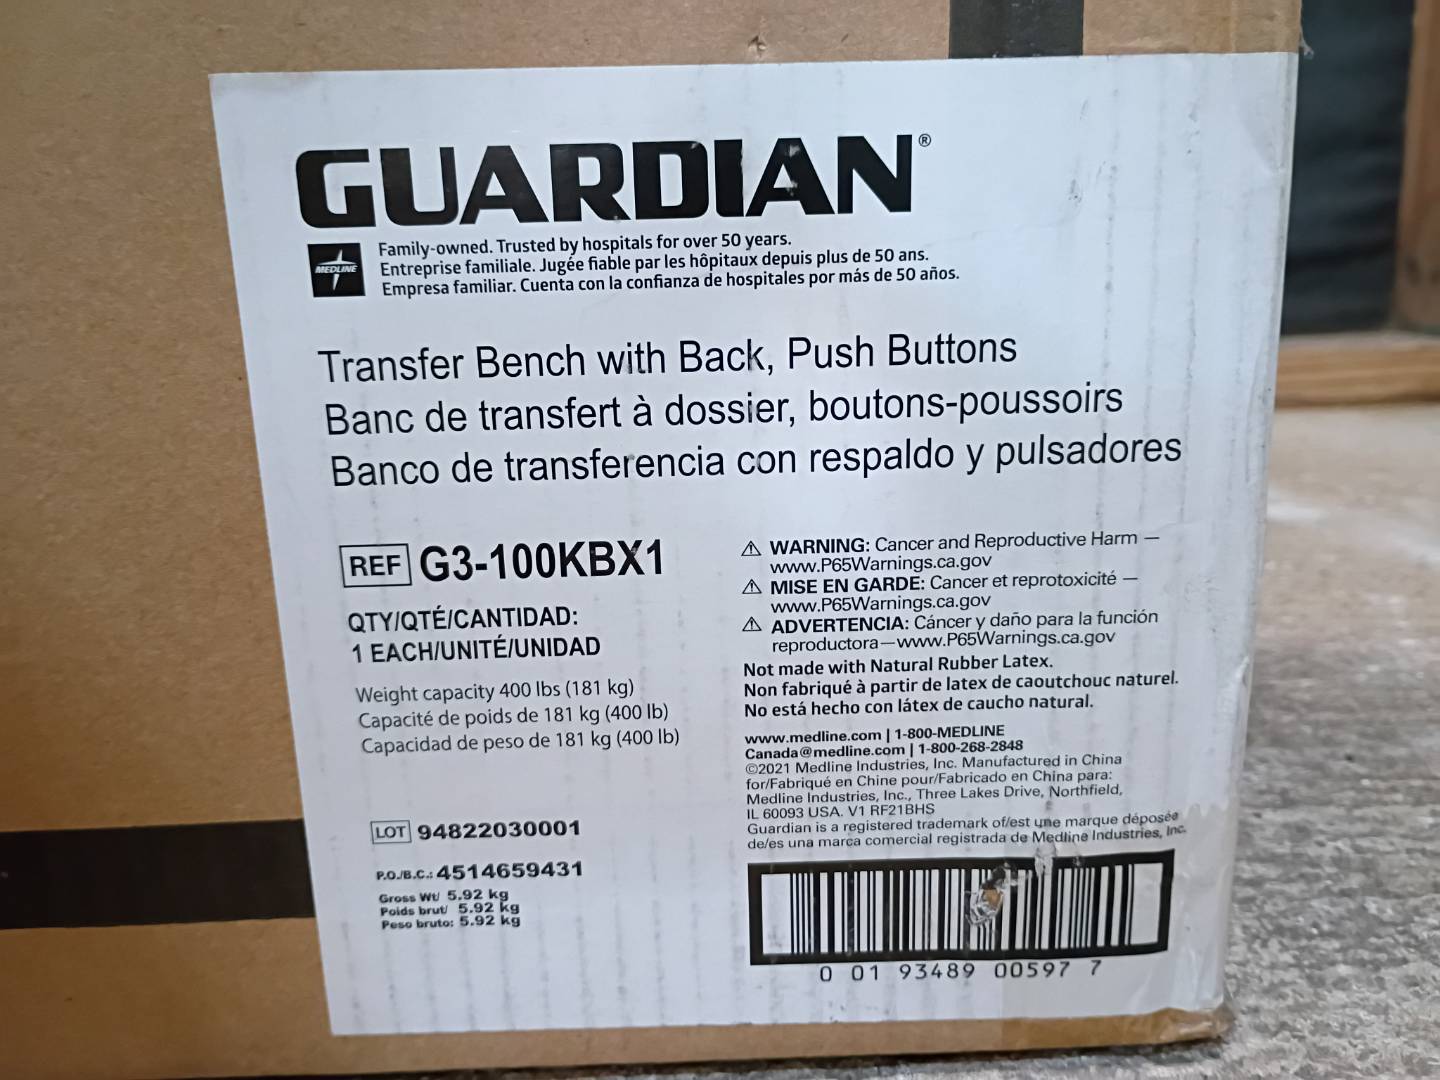 GUARDIAN®
MEDLINE
Family-owned. Trusted by hospitals for over 50 years.
Entreprise familiale. Jugée fiable par les hôpitaux depuis plus de 50 ans.
Empresa familiar. Cuenta con la confianza de hospitales por más de 50 años.
Transfer Bench with Back, Push Buttons
Banc de transfert à dossier, boutons-poussoirs
Banco de transferencia con respaldo y pulsadores
REF G3-100KBX1
QTY/QTÉ/CANTIDAD:
1 EACH/UNITÉ/UNIDAD
Weight capacity 400 lbs (181 kg)
Capacité de poids de 181 kg (400 lb)
Capacidad de peso de 181 kg (400 lb)
LOT 94822030001
P.O./B.C.: 4514659431
Gross Wt/ 5.92 kg
Poids brut/ 5.92 kg
Peso bruto: 5.92 kg
⚠ WARNING: Cancer and Reproductive Harm —
www.P65Warnings.ca.gov
⚠ MISE EN GARDE: Cancer et reprotoxicité —
www.P65Warnings.ca.gov
⚠ ADVERTENCIA: Cáncer y daño para la función
reproductora—www.P65Warnings.ca.gov
Not made with Natural Rubber Latex.
Non fabriqué à partir de latex de caoutchouc naturel.
No está hecho con látex de caucho natural.
www.medline.com | 1-800-MEDLINE
Canada@medline.com | 1-800-268-2848
©2021 Medline Industries, Inc. Manufactured in China
for/Fabriqué en Chine pour/Fabricado en China para:
Medline Industries, Inc., Three Lakes Drive, Northfield,
IL 60093 USA. V1 RF21BHS
Guardian is a registered trademark of/est une marque déposée
de/es una marca comercial registrada de Medline Industries, Inc.
0 01 93489 00597 7